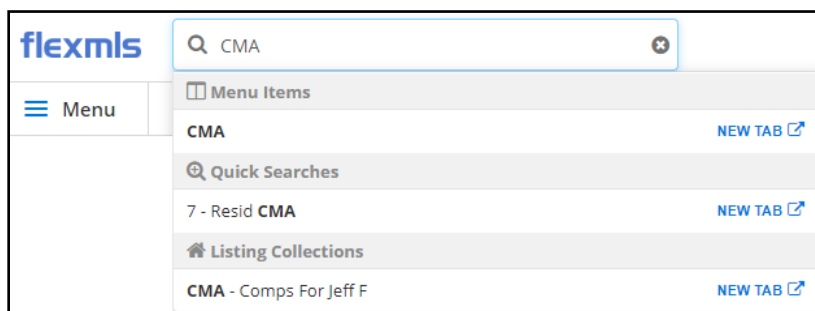 flexmls
CMA
Menu
Menu Items
CMA NEW TAB
Quick Searches
7 - Resid CMA NEW TAB
Listing Collections
CMA - Comps For Jeff F NEW TAB